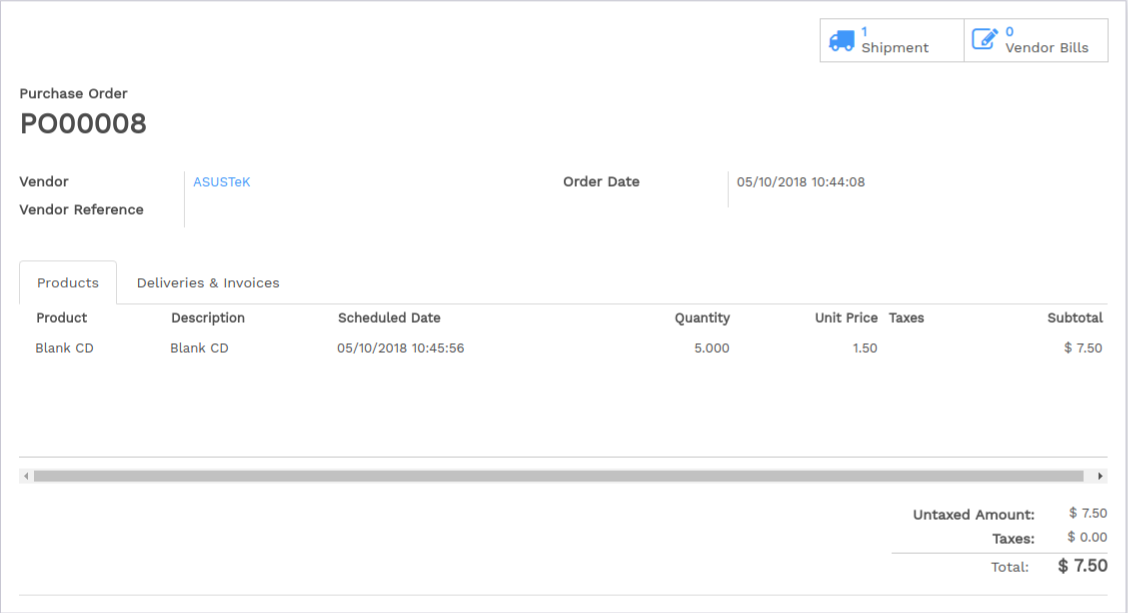 1
Shipment
0
Vendor Bills
Purchase Order
PO00008
Vendor ASUSTeK Order Date 05/10/2018 10:44:08
Vendor Reference
Products Deliveries & Invoices
Product Description Scheduled Date Quantity Unit Price Taxes Subtotal
Blank CD Blank CD 05/10/2018 10:45:56 5.000 1.50 $ 7.50
Untaxed Amount: $ 7.50
Taxes: $ 0.00
Total: $ 7.50